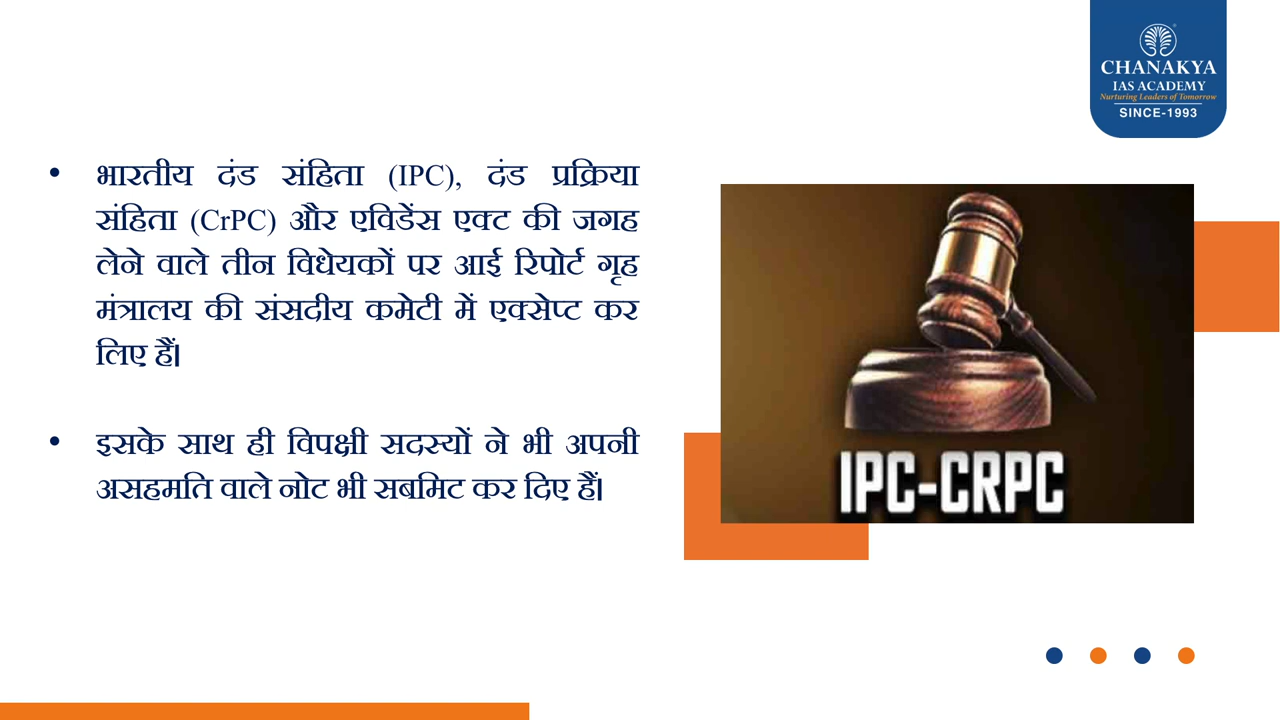 CHANAKYA
IAS ACADEMY
Nurturing Leaders of Tomorrow
SINCE-1993
• भारतीय दंड संहिता (IPC), दंड प्रक्रिया
संहिता (CrPC) और एविडेंस एक्ट की जगह
लेने वाले तीन विधेयकों पर आई रिपोर्ट गृह
मंत्रालय की संसदीय कमेटी में एक्सेप्ट कर
लिए हैं।
• इसके साथ ही विपक्षी सदस्यों ने भी अपनी
असहमति वाले नोट भी सबमिट कर दिए हैं।
IPC-CRPC